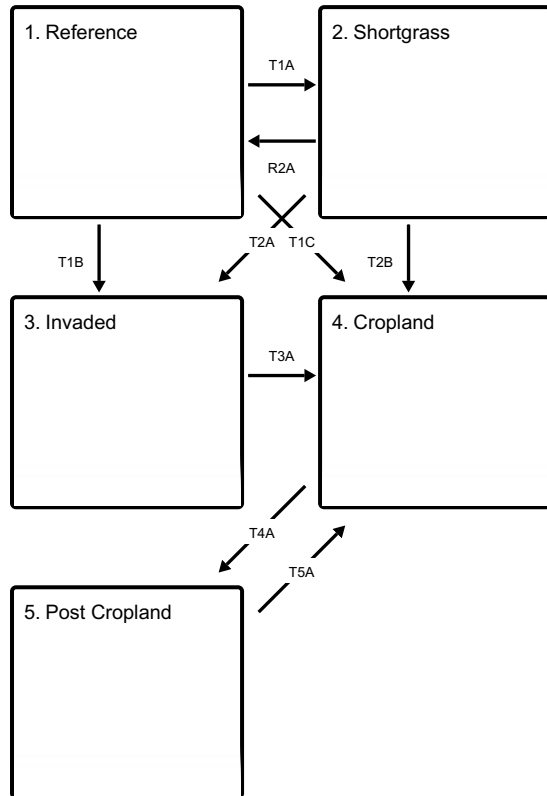 1. Reference
2. Shortgrass
T1A
R2A
T1B
T2A
T1C
T2B
3. Invaded
4. Cropland
T3A
T4A
T5A
5. Post Cropland